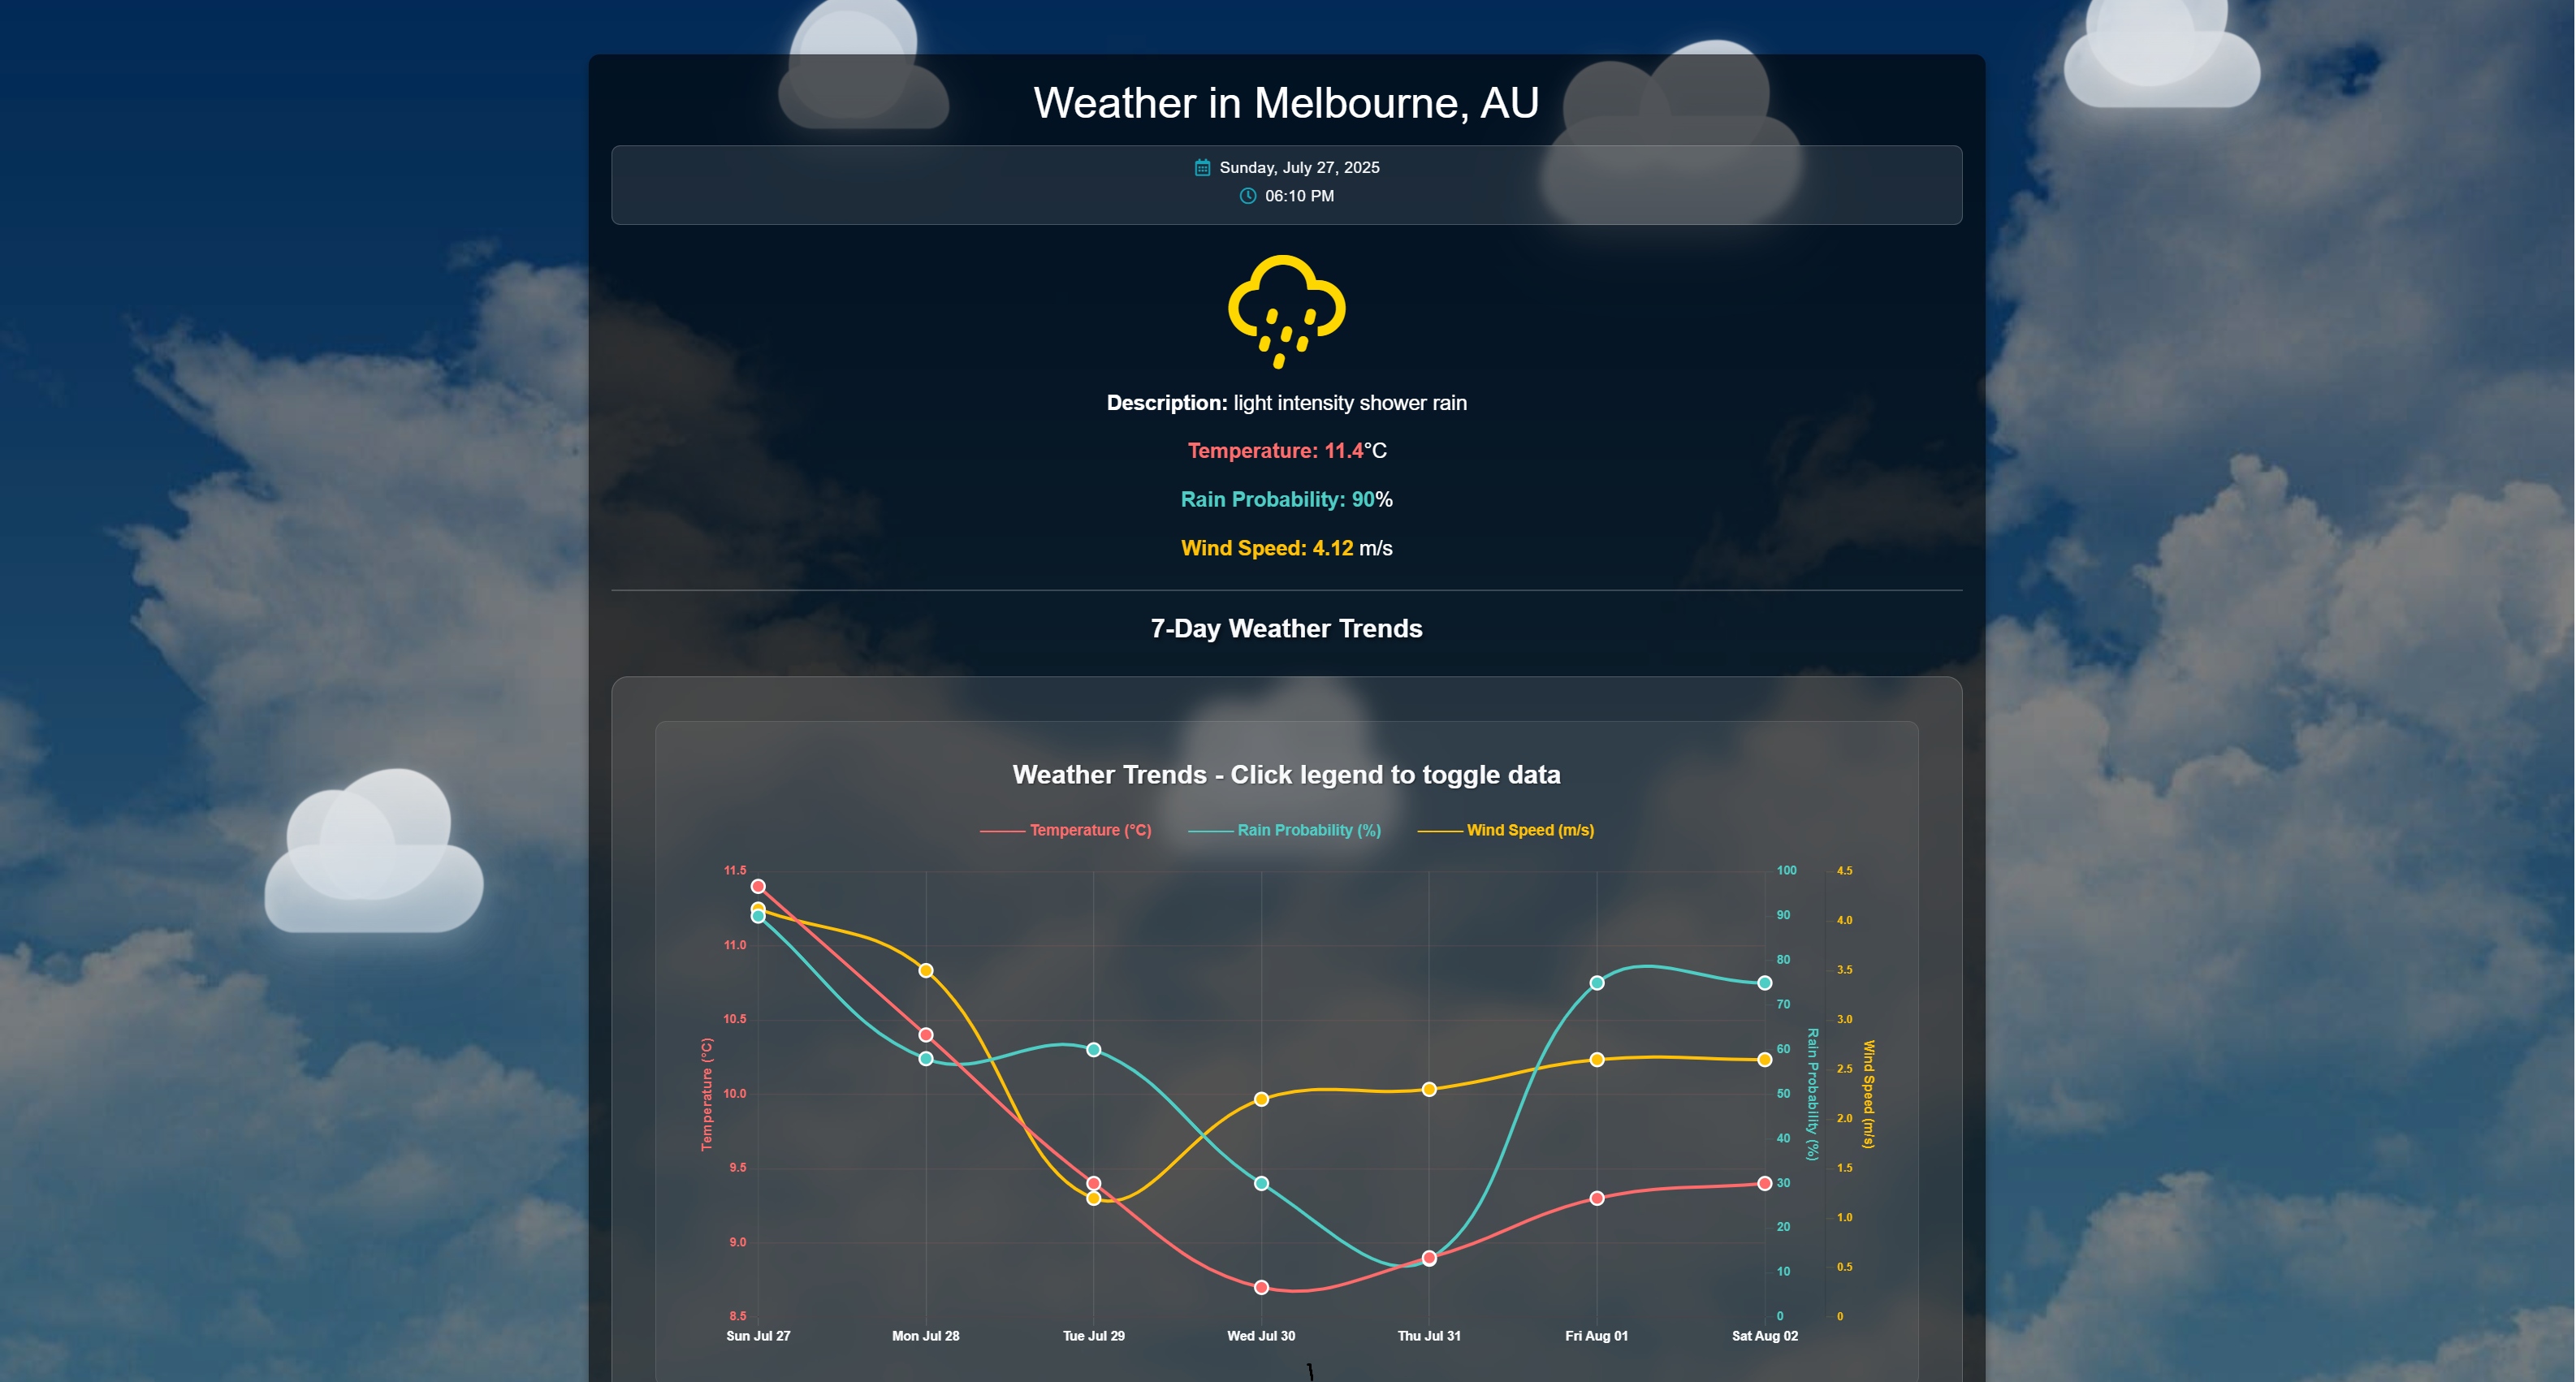 Weather in Melbourne, AU
Sunday, July 27, 2025
06:10 PM
Description: light intensity shower rain
Temperature: 11.4°C
Rain Probability: 90%
Wind Speed: 4.12 m/s
7-Day Weather Trends
Weather Trends - Click legend to toggle data
Temperature (°C) Rain Probability (%) Wind Speed (m/s)
Temperature (°C)
11.5
11.0
10.5
10.0
9.5
9.0
8.5
100
90
80
70
60
50
40
30
20
10
0
Rain Probability (%)
4.5
4.0
3.5
3.0
2.5
2.0
1.5
1.0
0.5
0
Wind Speed (m/s)
Sun Jul 27 Mon Jul 28 Tue Jul 29 Wed Jul 30 Thu Jul 31 Fri Aug 01 Sat Aug 02